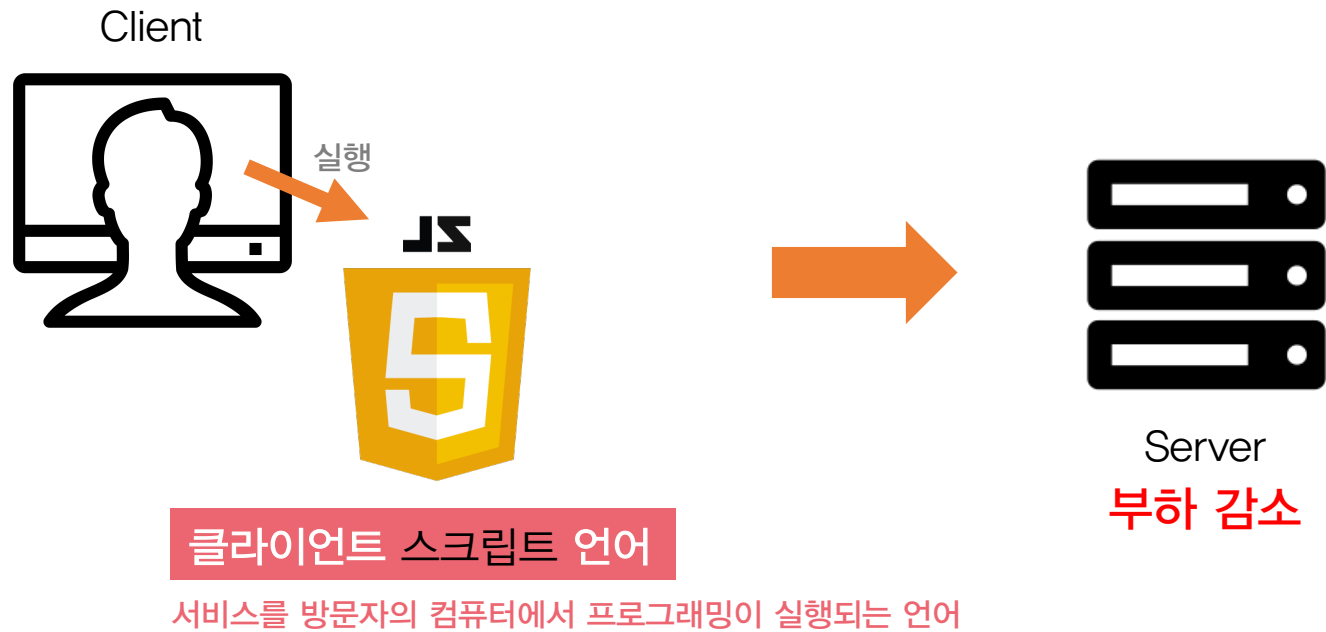 Client
실행
JS
5
Server
부하 감소
클라이언트 스크립트 언어
서비스를 방문자의 컴퓨터에서 프로그래밍이 실행되는 언어